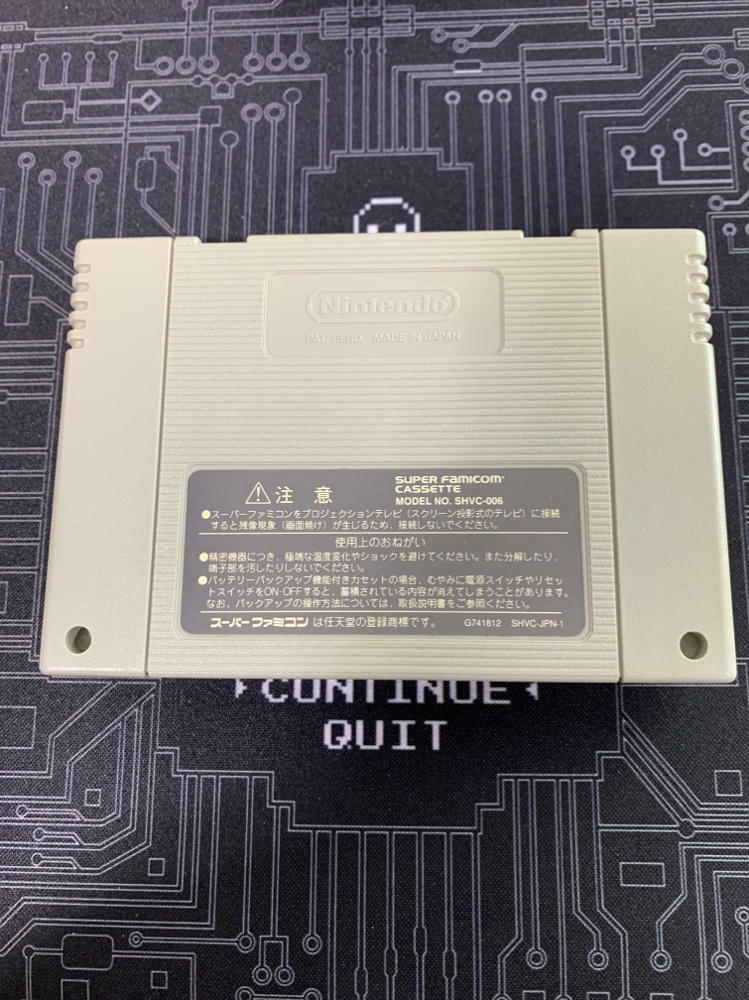 Nintendo
PAT. PEND. MADE IN JAPAN
注意
SUPER FAMICOM
CASSETTE
MODEL NO. SHVC-006
●スーパーファミコンをプロジェクションテレビ（スクリーン投影式のテレビ）に接続
すると残像現象（画面焼け）が生じるため、接続しないでください。
使用上のおねがい
●精密機器につき、極端な温度変化やショックを避けてください。また分解したり、
端子部を汚したりしないでください。
●バッテリーバックアップ機能付きカセットの場合、むやみに電源スイッチやリセッ
トスイッチをON-OFFすると、蓄積されている内容が消えてしまうことがあります。
なお、バックアップの操作方法については、取扱説明書をご参照ください。
スーパーファミコンは任天堂の登録商標です。 G741812 SHVC-JPN-1
CONTINUE
QUIT